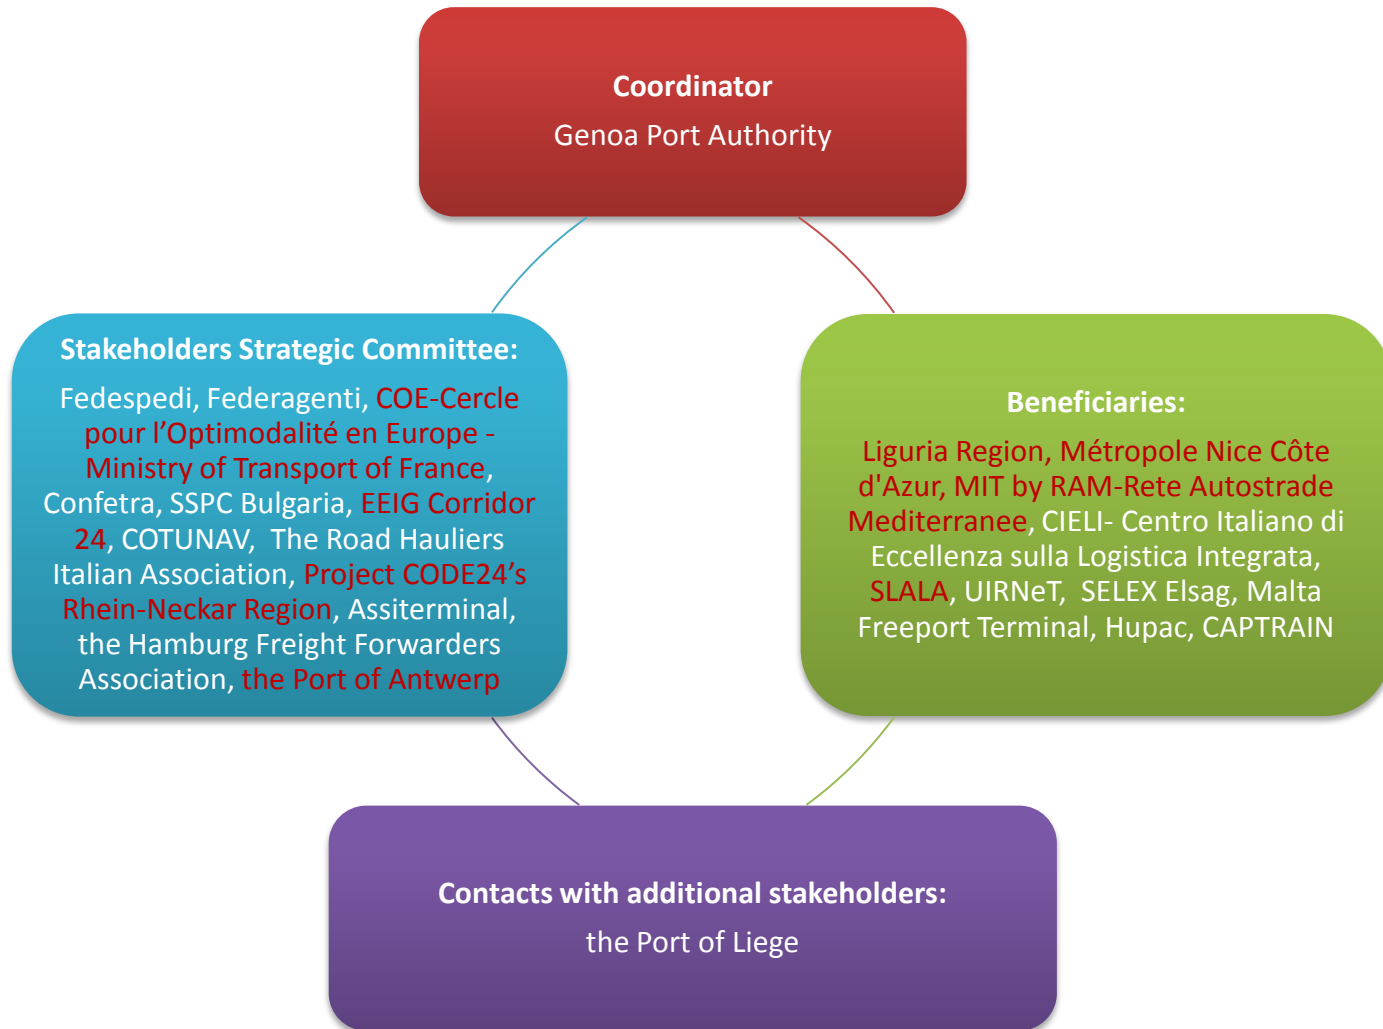 Coordinator
Genoa Port Authority
Stakeholders Strategic Committee:
Fedespedi, Federagenti, COE-Cercle
pour l’Optimodalité en Europe -
Ministry of Transport of France,
Confetra, SSPC Bulgaria, EEIG Corridor
24, COTUNAV, The Road Hauliers
Italian Association, Project CODE24’s
Rhein-Neckar Region, Assiterminal,
the Hamburg Freight Forwarders
Association, the Port of Antwerp
Beneficiaries:
Liguria Region, Métropole Nice Côte
d'Azur, MIT by RAM-Rete Autostrade
Mediterranee, CIELI- Centro Italiano di
Eccellenza sulla Logistica Integrata,
SLALA, UIRNeT, SELEX Elsag, Malta
Freeport Terminal, Hupac, CAPTRAIN
Contacts with additional stakeholders:
the Port of Liege